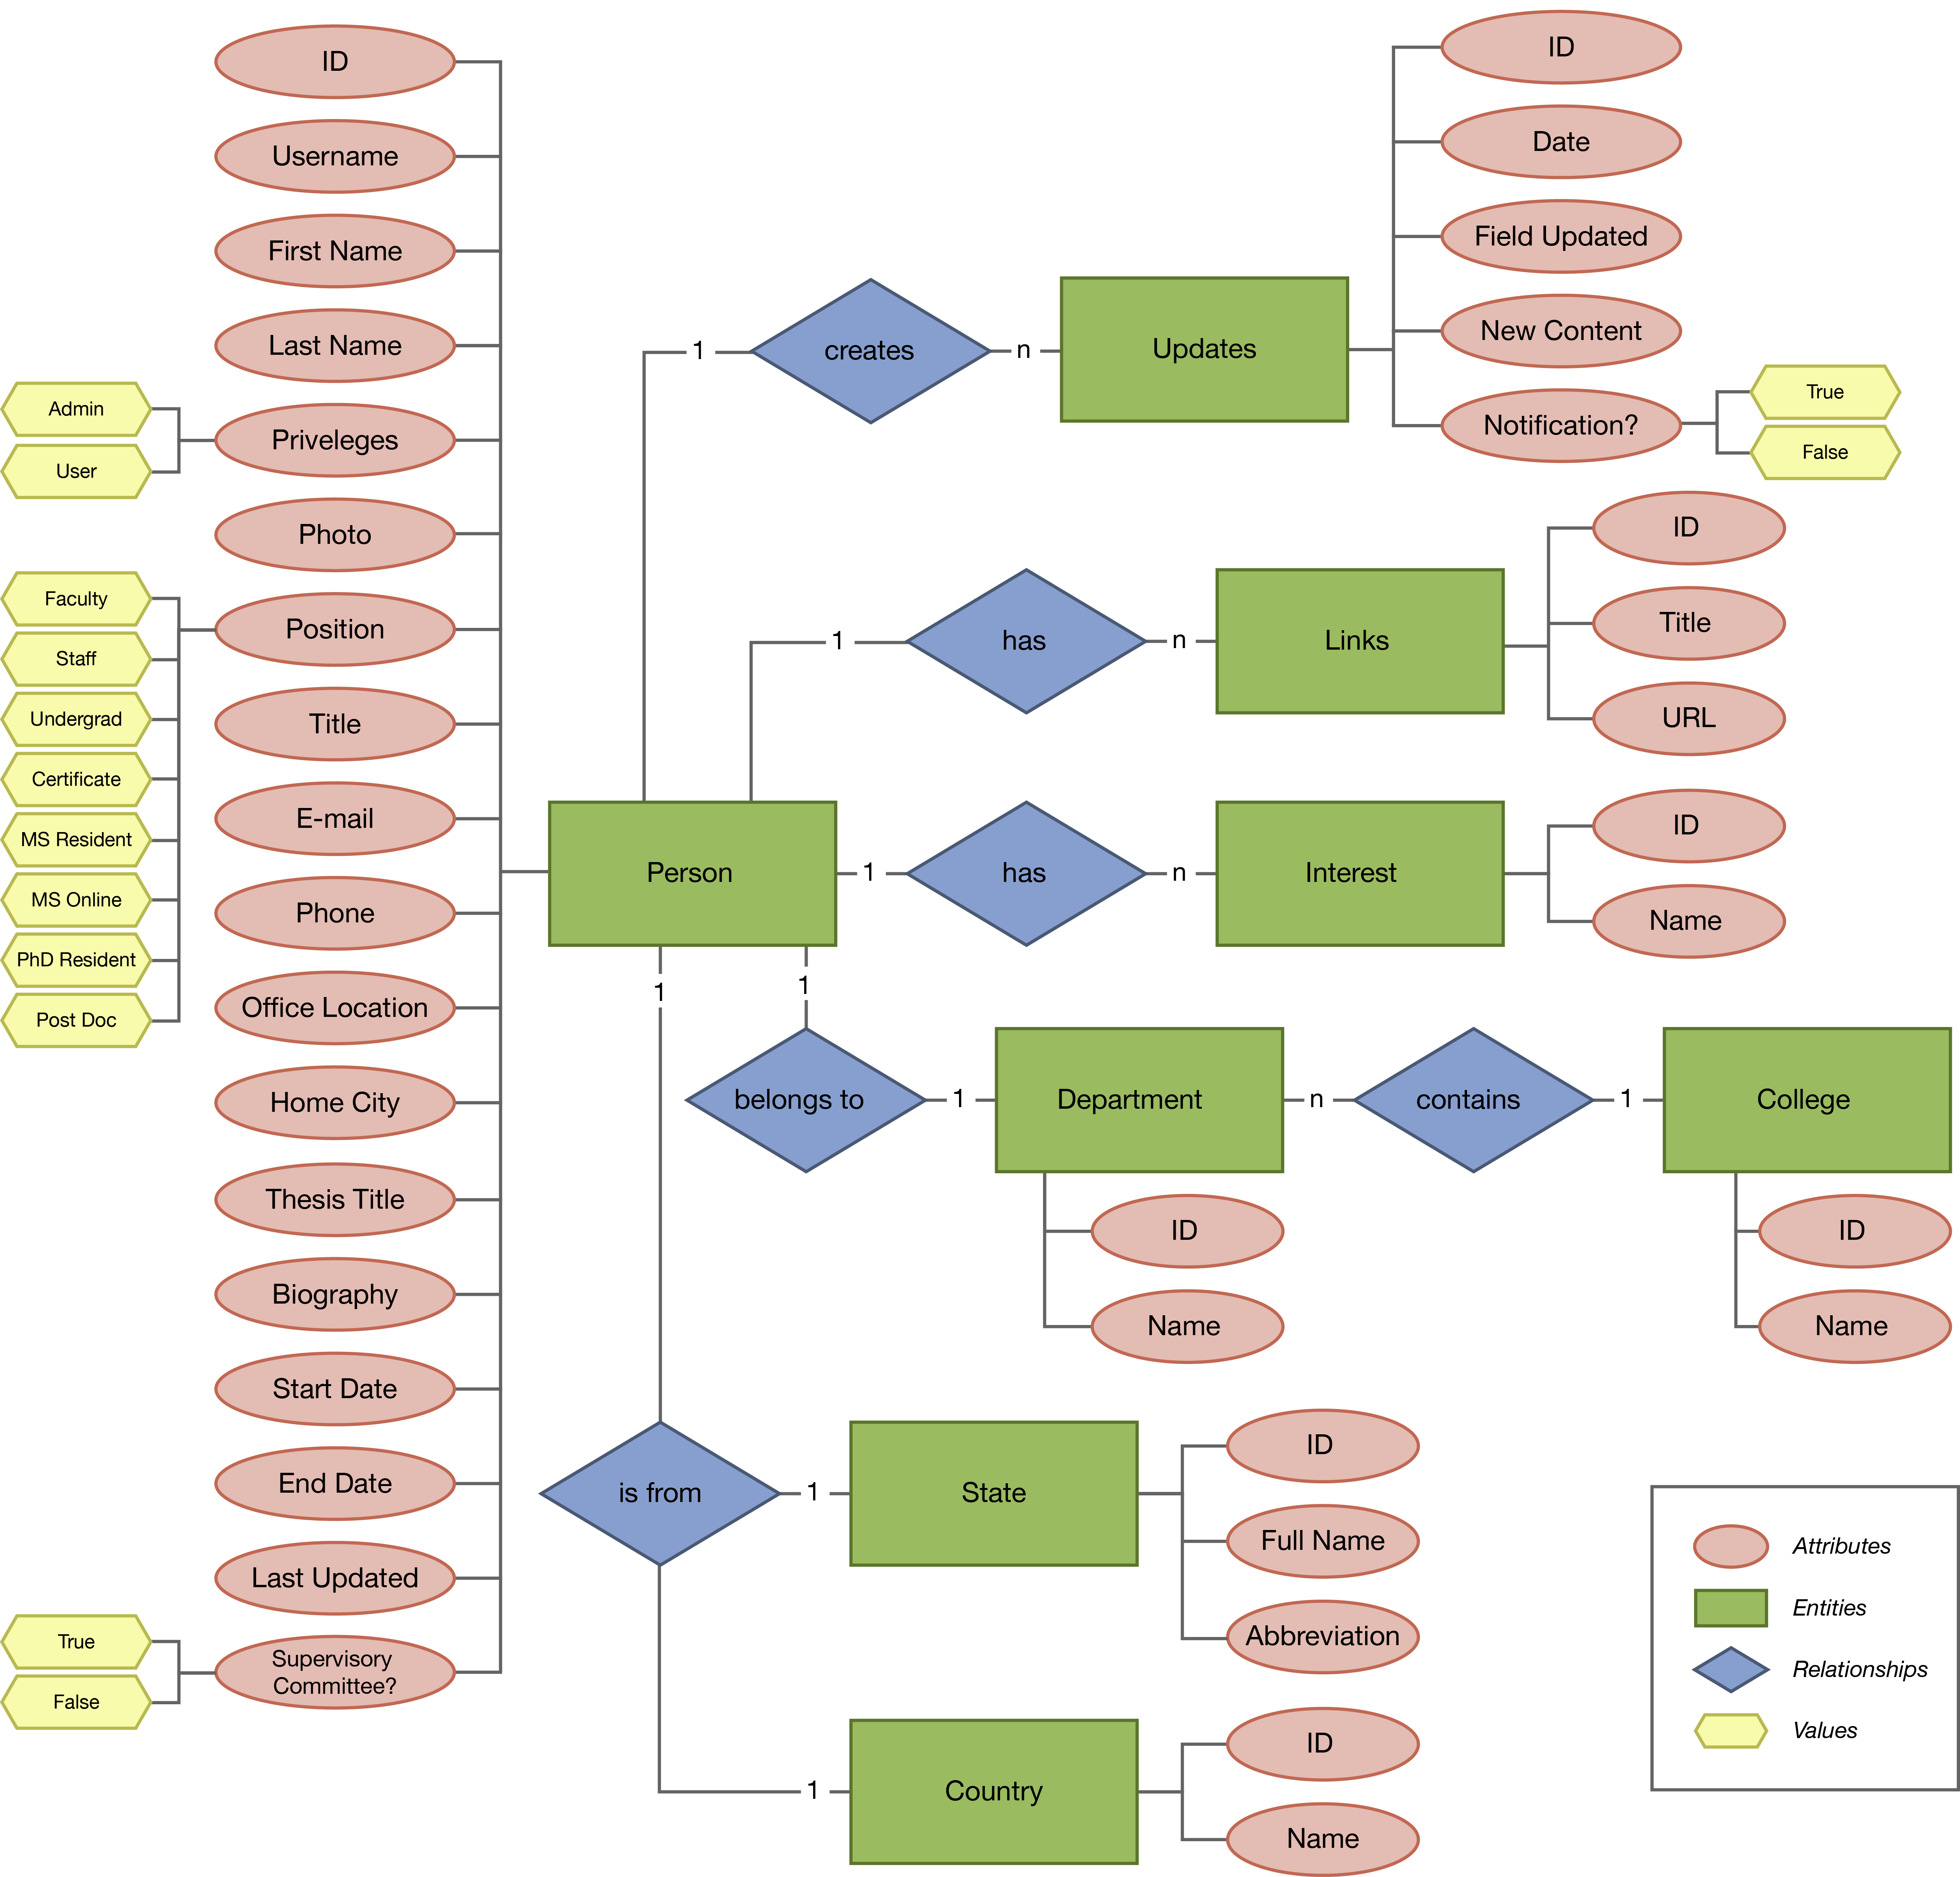 ID
Username
First Name
Last Name
Priveleges
Admin
User
Photo
Position
Faculty
Staff
Undergrad
Certificate
MS Resident
MS Online
PhD Resident
Post Doc
Title
E-mail
Phone
Office Location
Home City
Thesis Title
Biography
Start Date
End Date
Last Updated
Supervisory
Committee?
True
False
Person
1
creates
n
Updates
ID
Date
Field Updated
New Content
Notification?
True
False
1
has
n
Links
ID
Title
URL
1
has
n
Interest
ID
Name
1
belongs to
1
Department
ID
Name
n
contains
1
College
ID
Name
1
is from
1
State
ID
Full Name
Abbreviation
1
Country
ID
Name
Attributes
Entities
Relationships
Values